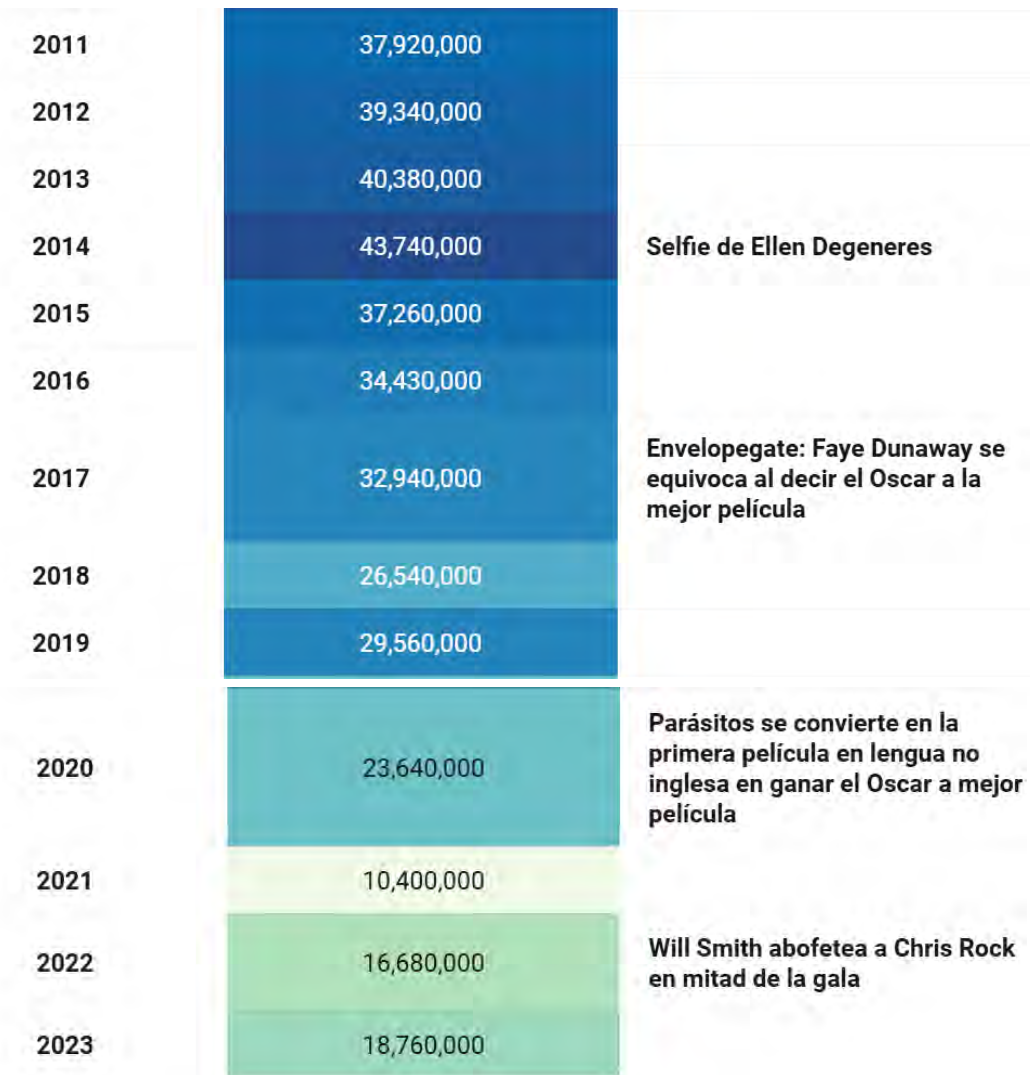 2011 37,920,000
2012 39,340,000
2013 40,380,000
2014 43,740,000 Selfie de Ellen Degeneres
2015 37,260,000
2016 34,430,000
2017 32,940,000 Envelopegate: Faye Dunaway se
equivoca al decir el Oscar a la
mejor película
2018 26,540,000
2019 29,560,000
2020 23,640,000 Parásitos se convierte en la
primera película en lengua no
inglesa en ganar el Oscar a mejor
película
2021 10,400,000
2022 16,680,000 Will Smith abofetea a Chris Rock
en mitad de la gala
2023 18,760,000